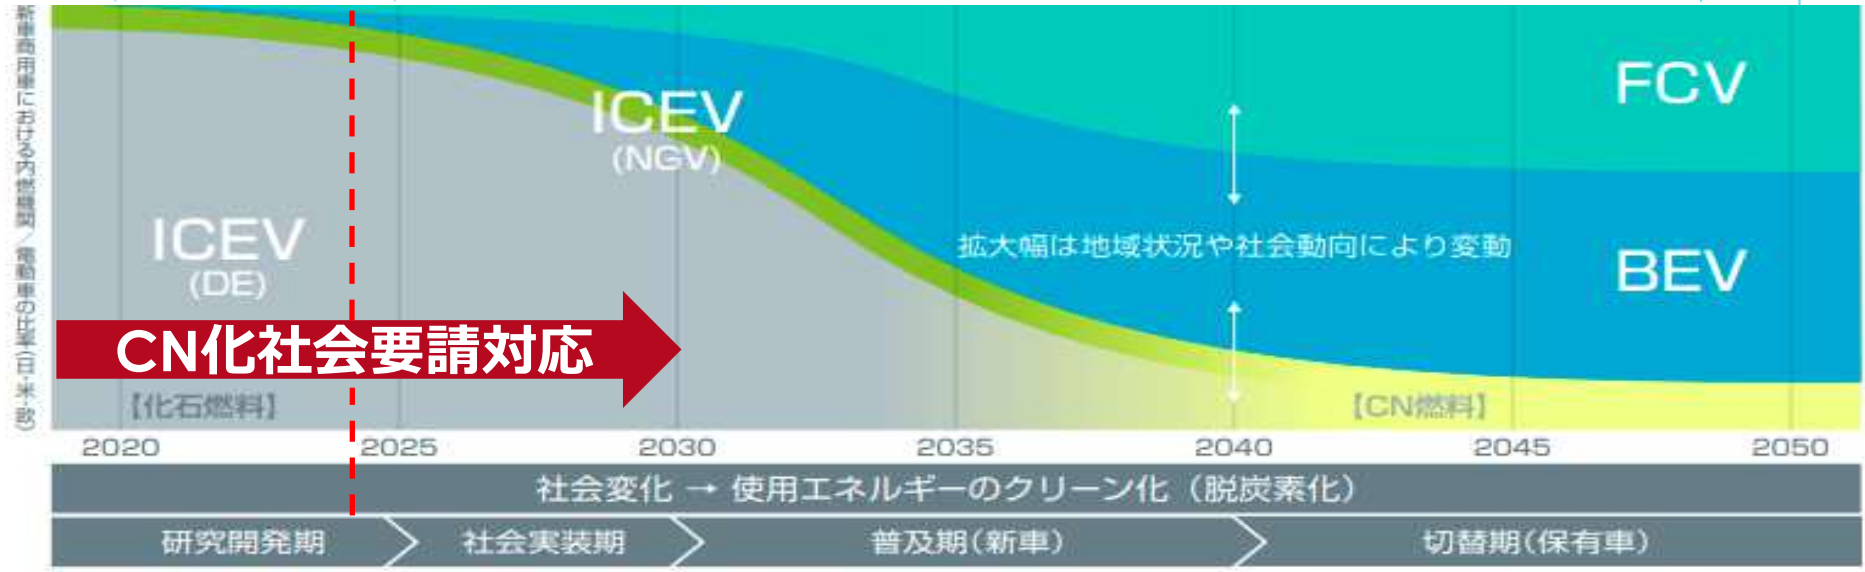 新車商用車における内燃機関／電動車の比率(日・米・欧)
FCV
ICEV
(NGV)
ICEV
(DE)
拡大幅は地域状況や社会動向により変動
BEV
CN化社会要請対応
【化石燃料】
【CN燃料】
2020 2025 2030 2035 2040 2045 2050
社会変化 → 使用エネルギーのクリーン化（脱炭素化）
研究開発期 社会実装期 普及期(新車) 切替期(保有車)